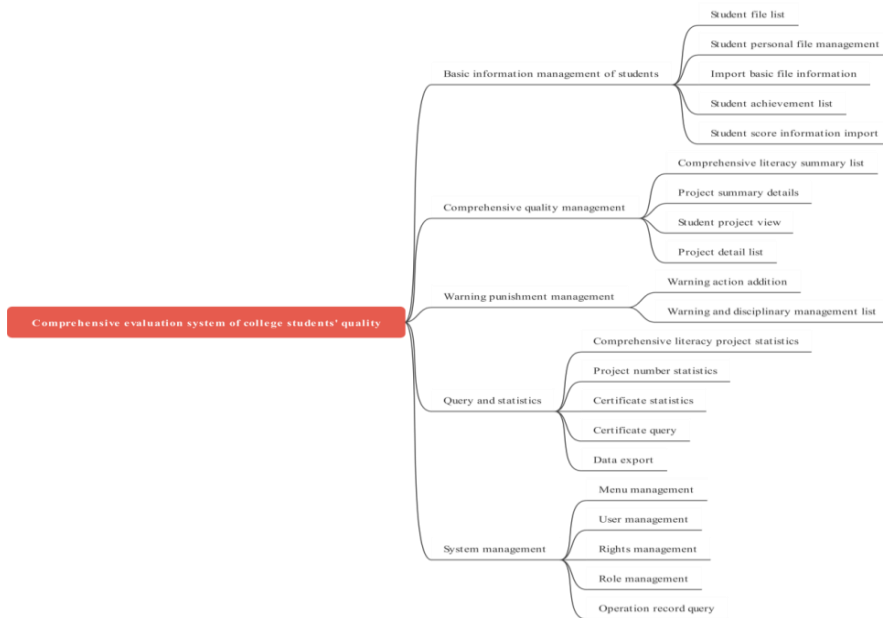 Comprehensive evaluation system of college students' quality
Basic information management of students
Student file list
Student personal file management
Import basic file information
Student achievement list
Student score information import
Comprehensive quality management
Comprehensive literacy summary list
Project summary details
Student project view
Project detail list
Warning punishment management
Warning action addition
Warning and disciplinary management list
Query and statistics
Comprehensive literacy project statistics
Project number statistics
Certificate statistics
Certificate query
Data export
System management
Menu management
User management
Rights management
Role management
Operation record query